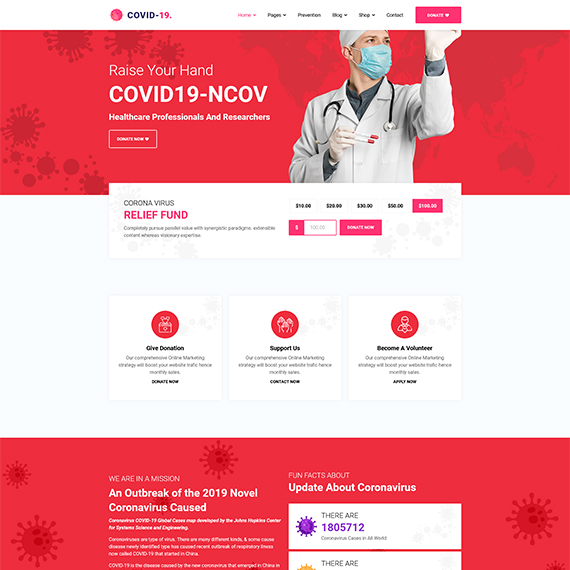 COVID-19.
Home Pages Prevention Blog Shop Contact DONATE
Raise Your Hand
COVID19-NCOV
Healthcare Professionals And Researchers
DONATE NOW
CORONA VIRUS
RELIEF FUND
Completely pursue parallel value with synergistic paradigms. extensible
content whereas visionary expertise.
$10.00 $20.00 $30.00 $50.00 $100.00
$ 100.00 DONATE NOW
Give Donation
Our comprehensive Online Marketing
strategy will boost your website trafic hence
monthly sales.
DONATE NOW
Support Us
Our comprehensive Online Marketing
strategy will boost your website trafic hence
monthly sales.
CONTACT NOW
Become A Volunteer
Our comprehensive Online Marketing
strategy will boost your website trafic hence
monthly sales.
APPLY NOW
WE ARE IN A MISSION
An Outbreak of the 2019 Novel
Coronavirus Caused
Coronavirus COVID-19 Global Cases map developed by the Johns Hopkins Center
for Systems Science and Engineering.
Coronaviruses are type of virus. There are many different kinds, & some cause
disease newly identified type has caused recent outbreak of respiratory illness
now called COVID-19 that started in China.
COVID-19 is the disease caused by the new coronavirus that emerged in China in
FUN FACTS ABOUT
Update About Coronavirus
THERE ARE
1805712
Coronavirus Cases in All World
THERE ARE